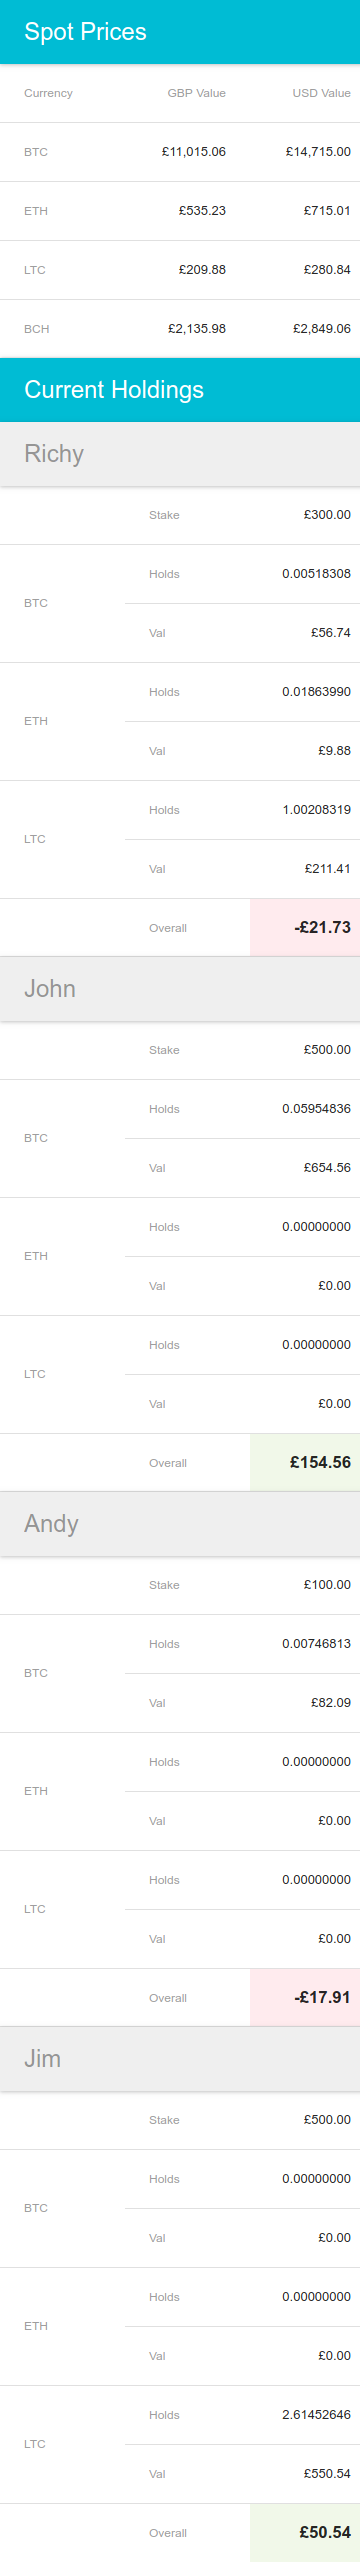 Spot Prices
Currency GBP Value USD Value
BTC £11,015.06 £14,715.00
ETH £535.23 £715.01
LTC £209.88 £280.84
BCH £2,135.98 £2,849.06
Current Holdings
Richy
Stake £300.00
Holds 0.00518308
BTC
Val £56.74
Holds 0.01863990
ETH
Val £9.88
Holds 1.00208319
LTC
Val £211.41
Overall -£21.73
John
Stake £500.00
Holds 0.05954836
BTC
Val £654.56
Holds 0.00000000
ETH
Val £0.00
Holds 0.00000000
LTC
Val £0.00
Overall £154.56
Andy
Stake £100.00
Holds 0.00746813
BTC
Val £82.09
Holds 0.00000000
ETH
Val £0.00
Holds 0.00000000
LTC
Val £0.00
Overall -£17.91
Jim
Stake £500.00
Holds 0.00000000
BTC
Val £0.00
Holds 0.00000000
ETH
Val £0.00
Holds 2.61452646
LTC
Val £550.54
Overall £50.54